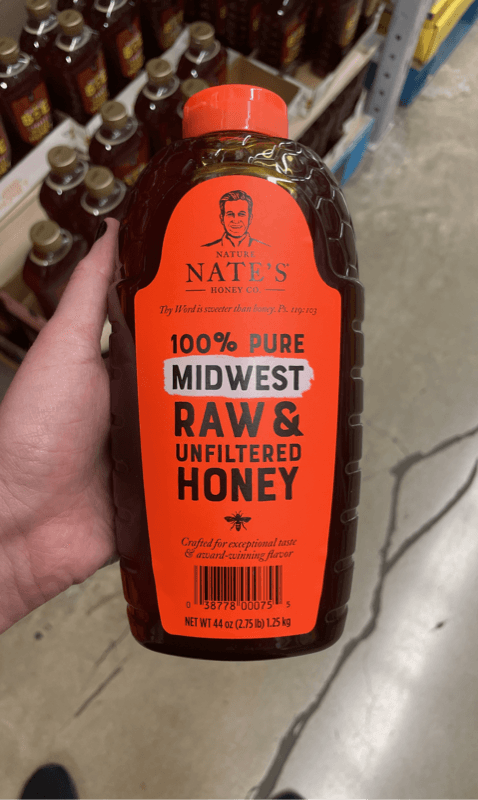 NATURE
NATE'S
HONEY CO.
Thy Word is sweeter than honey. Ps. 119:103
100% PURE
MIDWEST
RAW &
UNFILTERED
HONEY
Crafted for exceptional taste
& award-winning flavor
0 38778 00075 5
NET WT 44 oz (2.75 lb) 1.25 kg